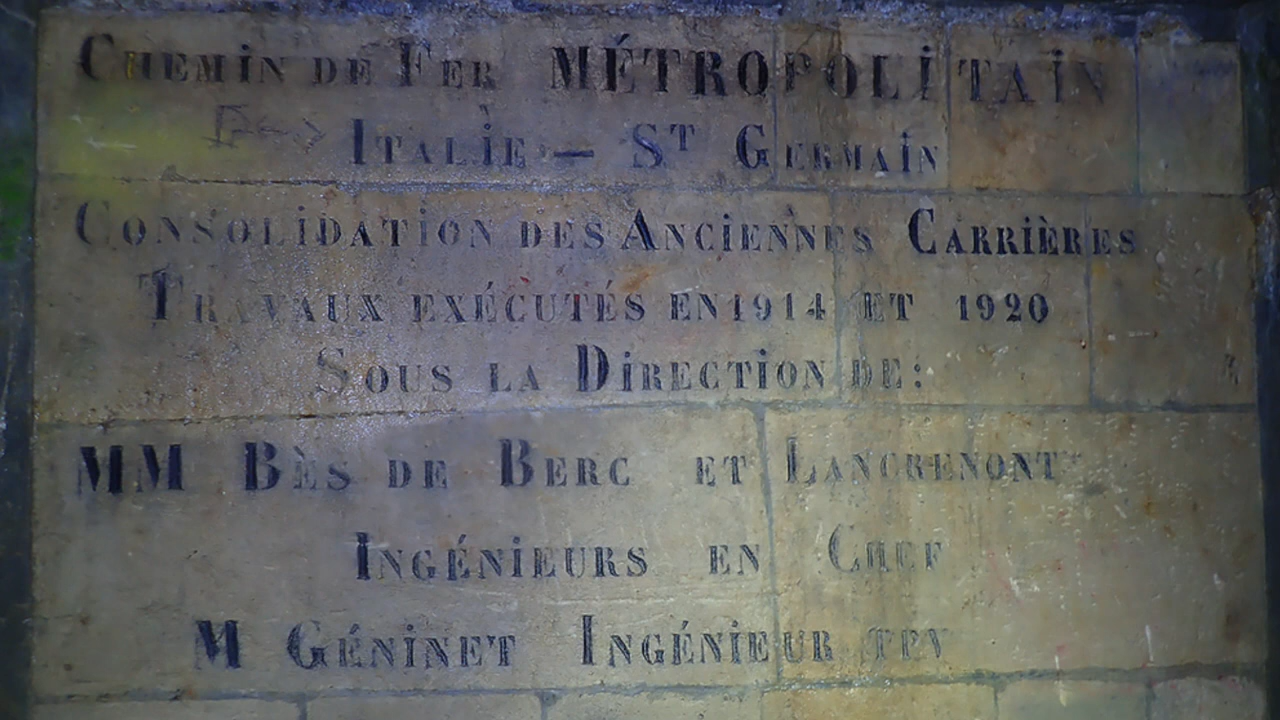 CHEMIN DE FER MÉTROPOLITAIN
ITALIE — ST GERMAIN
CONSOLIDATION DES ANCIENNES CARRIÈRES
TRAVAUX EXÉCUTÉS EN 1914 ET 1920
SOUS LA DIRECTION DE:
MM BÈS DE BERC ET LANCRENONT
INGÉNIEURS EN CHEF
M GÉNINET INGÉNIEUR